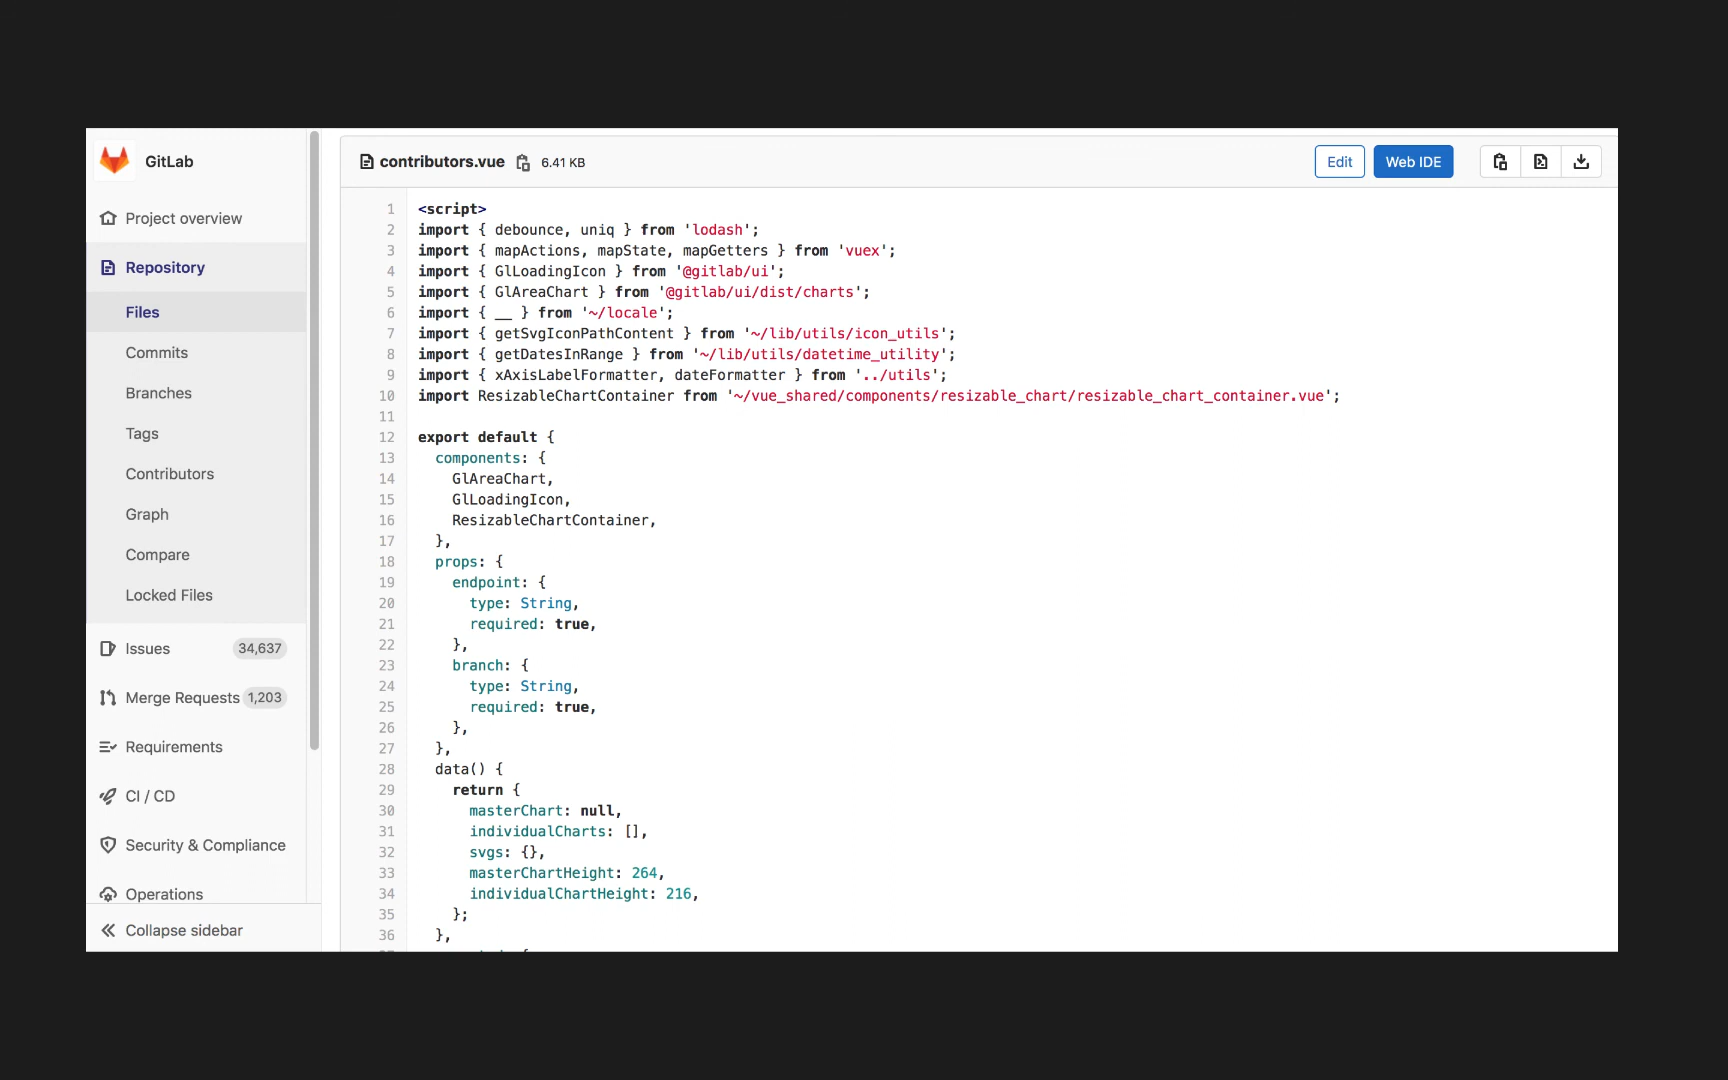 GitLab
Project overview
Repository
Files
Commits
Branches
Tags
Contributors
Graph
Compare
Locked Files
Issues 34,637
Merge Requests 1,203
Requirements
CI / CD
Security & Compliance
Operations
Collapse sidebar
contributors.vue 6.41 KB
Edit
Web IDE
1 <script>
2 import { debounce, uniq } from 'lodash';
3 import { mapActions, mapState, mapGetters } from 'vuex';
4 import { GlLoadingIcon } from '@gitlab/ui';
5 import { GlAreaChart } from '@gitlab/ui/dist/charts';
6 import { __ } from '~/locale';
7 import { getSvgIconPathContent } from '~/lib/utils/icon_utils';
8 import { getDatesInRange } from '~/lib/utils/datetime_utility';
9 import { xAxisLabelFormatter, dateFormatter } from '../utils';
10 import ResizableChartContainer from '~/vue_shared/components/resizable_chart/resizable_chart_container.vue';
11
12 export default {
13 components: {
14 GlAreaChart,
15 GlLoadingIcon,
16 ResizableChartContainer,
17 },
18 props: {
19 endpoint: {
20 type: String,
21 required: true,
22 },
23 branch: {
24 type: String,
25 required: true,
26 },
27 },
28 data() {
29 return {
30 masterChart: null,
31 individualCharts: [],
32 svgs: {},
33 masterChartHeight: 264,
34 individualChartHeight: 216,
35 };
36 },